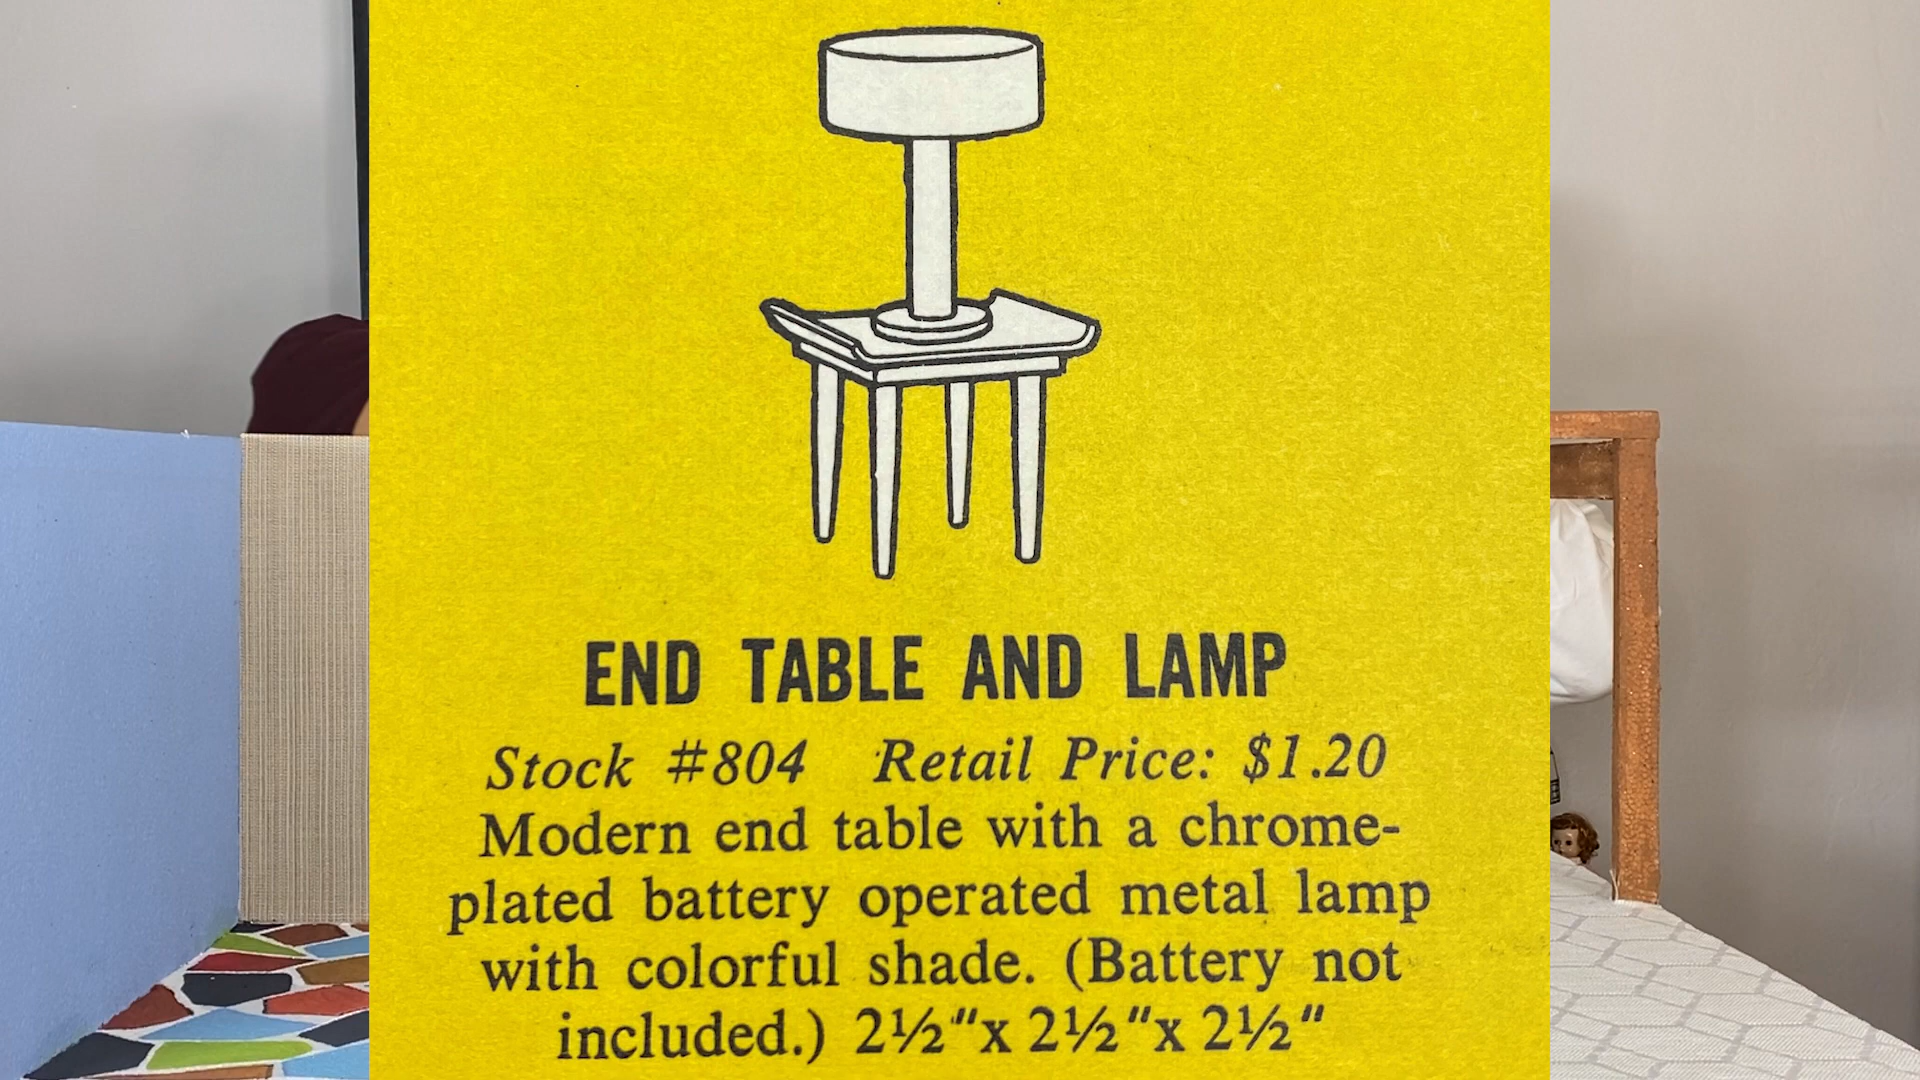 END TABLE AND LAMP
Stock #804 Retail Price: $1.20
Modern end table with a chrome-
plated battery operated metal lamp
with colorful shade. (Battery not
included.) 2½"x 2½"x 2½"